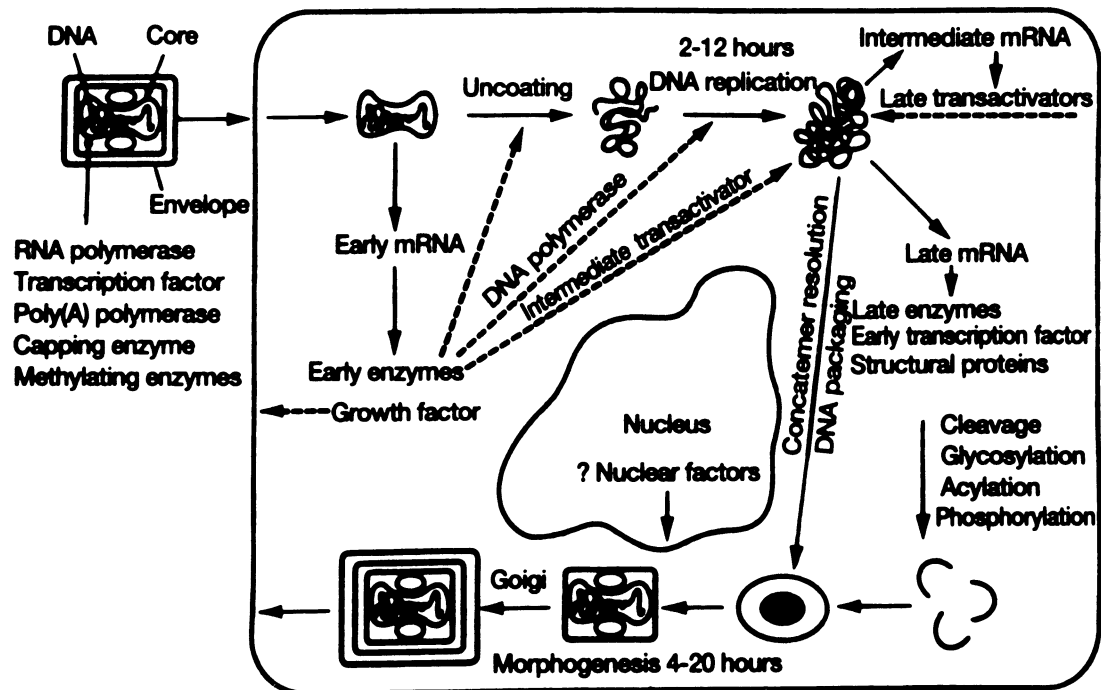 DNA
Core
Envelope
RNA polymerase
Transcription factor
Poly(A) polymerase
Capping enzyme
Methylating enzymes
Uncoating
2-12 hours
DNA replication
Intermediate mRNA
Late transactivators
Early mRNA
Early enzymes
Growth factor
DNA polymerase
Intermediate transactivator
Concatemer resolution
DNA packaging
Late mRNA
Late enzymes
Early transcription factor
Structural proteins
Nucleus
? Nuclear factors
Cleavage
Glycosylation
Acylation
Phosphorylation
Goigi
Morphogenesis 4-20 hours